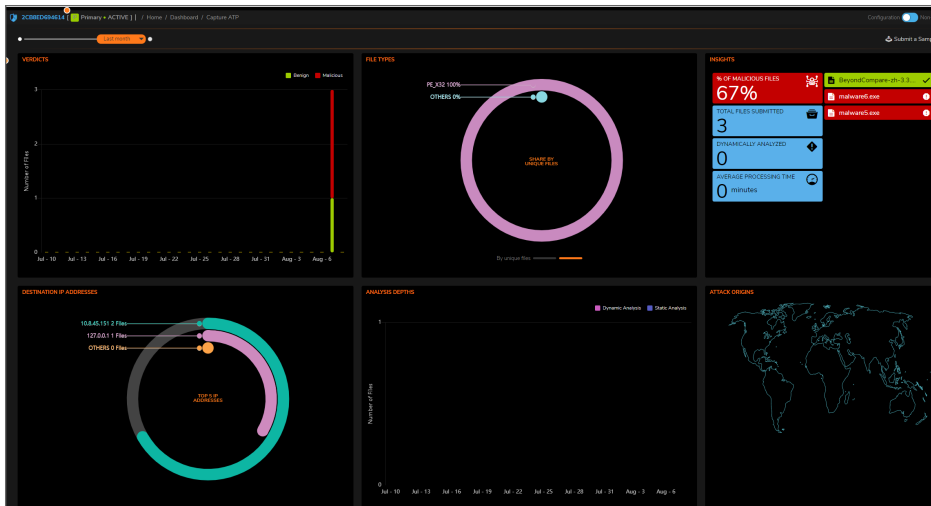 2CB8ED694614 [ Primary • ACTIVE ] | / Home / Dashboard / Capture ATP
Configuration Non
Last month
Submit a Samp
VERDICTS
Benign Malicious
Number of Files
3
2
1
0
Jul - 10 Jul - 13 Jul - 16 Jul - 19 Jul - 22 Jul - 25 Jul - 28 Jul - 31 Aug - 3 Aug - 6
FILE TYPES
PE_X32 100%
OTHERS 0%
SHARE BY
UNIQUE FILES
By unique files
INSIGHTS
% OF MALICIOUS FILES
67%
TOTAL FILES SUBMITTED
3
DYNAMICALLY ANALYZED
0
AVERAGE PROCESSING TIME
0 minutes
BeyondCompare-zh-3.3....
malware6.exe
malware5.exe
DESTINATION IP ADDRESSES
10.8.45.151 2 Files
127.0.0.1 1 Files
OTHERS 0 Files
TOP 5 IP
ADDRESSES
ANALYSIS DEPTHS
Dynamic Analysis Static Analysis
Number of Files
1
0
Jul - 10 Jul - 13 Jul - 16 Jul - 19 Jul - 22 Jul - 25 Jul - 28 Jul - 31 Aug - 3 Aug - 6
ATTACK ORIGINS